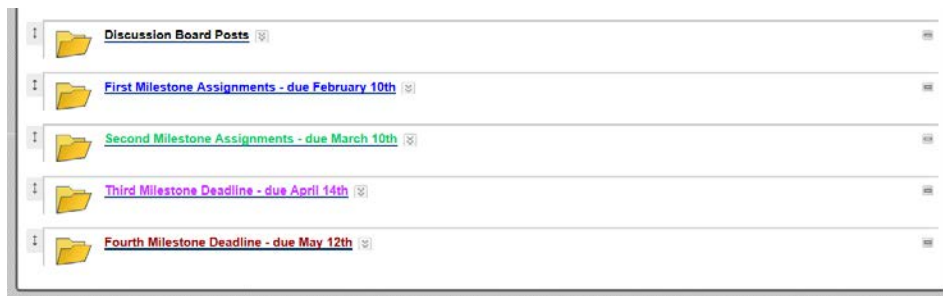 Discussion Board Posts
First Milestone Assignments - due February 10th
Second Milestone Assignments - due March 10th
Third Milestone Deadline - due April 14th
Fourth Milestone Deadline - due May 12th